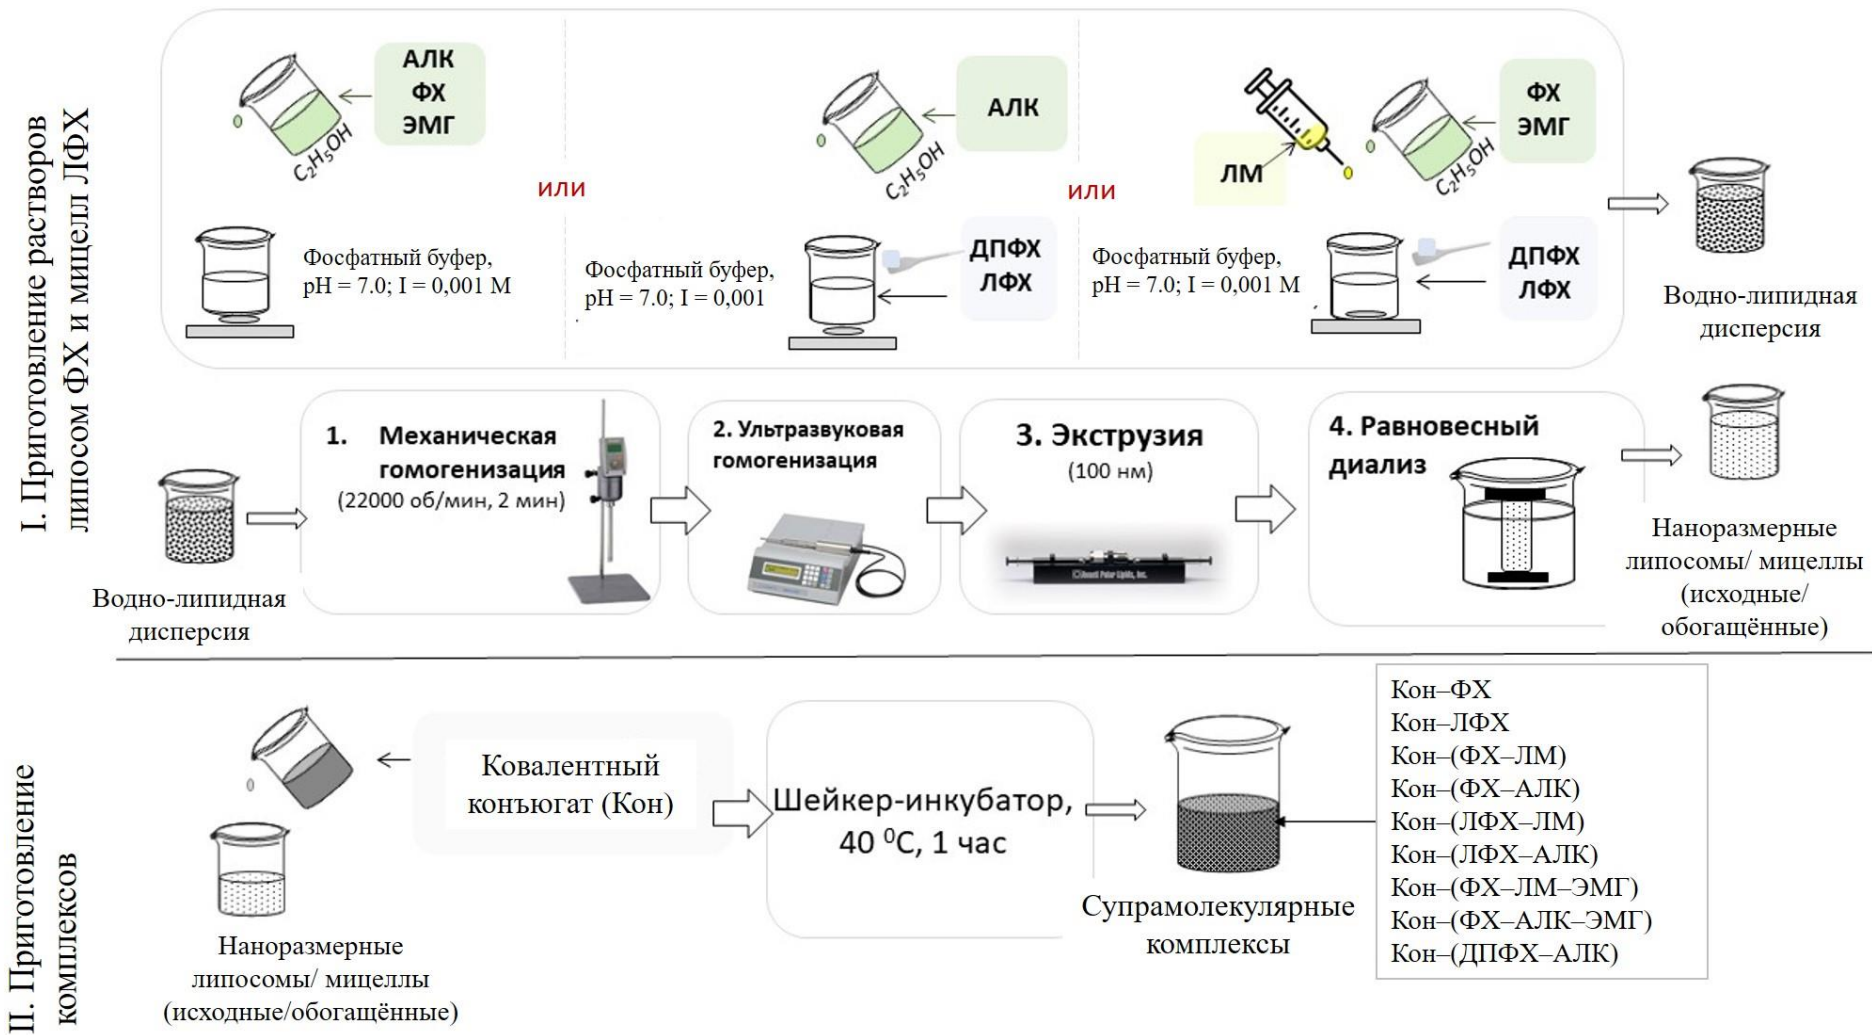 I. Приготовление растворов
липосом ФХ и мицелл ЛФХ
АЛК
ФХ
ЭМГ
C₂H₅OH
Фосфатный буфер,
pH = 7.0; I = 0,001 М
или
АЛК
C₂H₅OH
Фосфатный буфер,
pH = 7.0; I = 0,001
ДПФХ
ЛФХ
или
ЛМ
ФХ
ЭМГ
C₂H₅OH
Фосфатный буфер,
pH = 7.0; I = 0,001 М
ДПФХ
ЛФХ
Водно-липидная
дисперсия
Водно-липидная
дисперсия
1. Механическая
гомогенизация
(22000 об/мин, 2 мин)
2. Ультразвуковая
гомогенизация
3. Экструзия
(100 нм)
Avanti Polar Lipids, Inc.
4. Равновесный
диализ
Наноразмерные
липосомы/ мицеллы
(исходные/
обогащённые)
II. Приготовление
комплексов
Наноразмерные
липосомы/ мицеллы
(исходные/обогащённые)
Ковалентный
конъюгат (Кон)
Шейкер-инкубатор,
40 ⁰C, 1 час
Супрамолекулярные
комплексы
Кон–ФХ
Кон–ЛФХ
Кон–(ФХ–ЛМ)
Кон–(ФХ–АЛК)
Кон–(ЛФХ–ЛМ)
Кон–(ЛФХ–АЛК)
Кон–(ФХ–ЛМ–ЭМГ)
Кон–(ФХ–АЛК–ЭМГ)
Кон–(ДПФХ–АЛК)